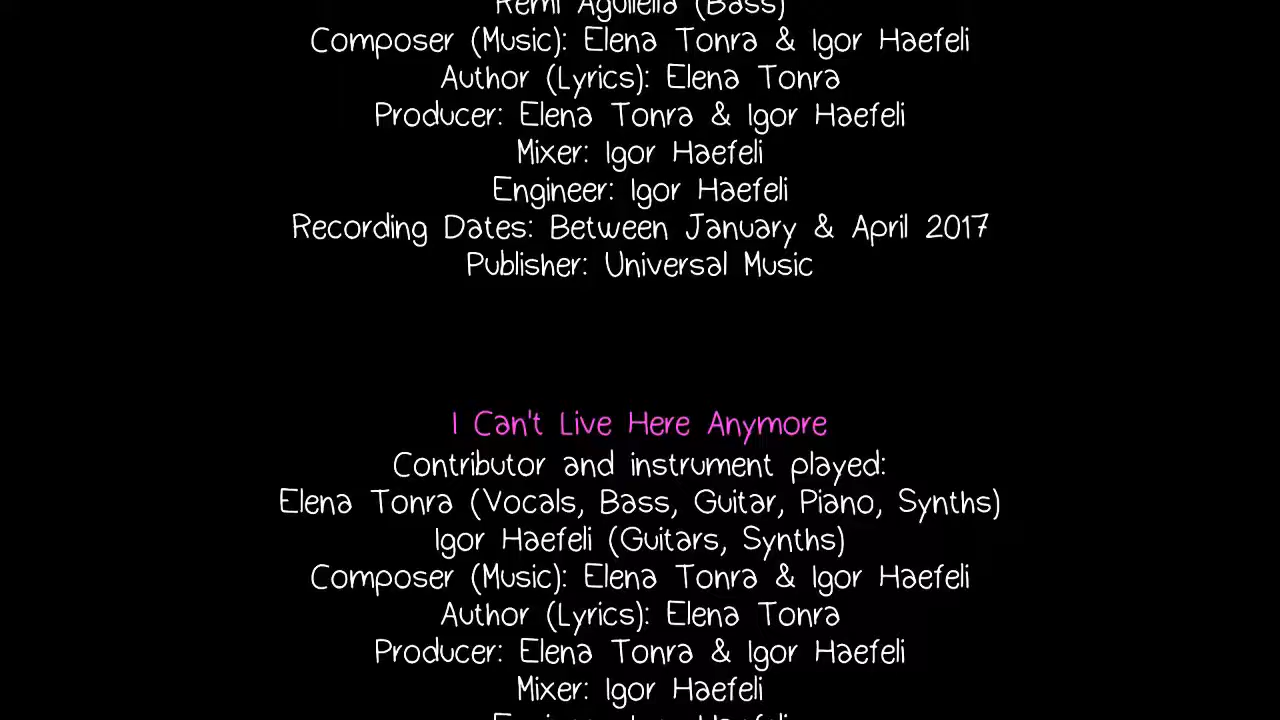 Remi Aguilella (Bass)
Composer (Music): Elena Tonra & Igor Haefeli
Author (Lyrics): Elena Tonra
Producer: Elena Tonra & Igor Haefeli
Mixer: Igor Haefeli
Engineer: Igor Haefeli
Recording Dates: Between January & April 2017
Publisher: Universal Music
I Can't Live Here Anymore
Contributor and instrument played:
Elena Tonra (Vocals, Bass, Guitar, Piano, Synths)
Igor Haefeli (Guitars, Synths)
Composer (Music): Elena Tonra & Igor Haefeli
Author (Lyrics): Elena Tonra
Producer: Elena Tonra & Igor Haefeli
Mixer: Igor Haefeli